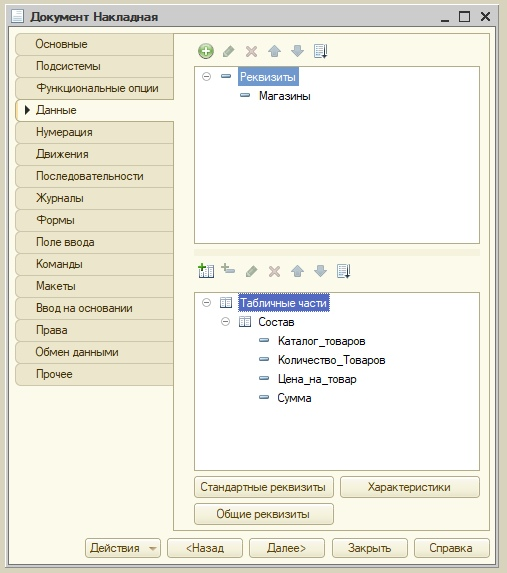 Документ Накладная
Основные
Подсистемы
Функциональные опции
Данные
Нумерация
Движения
Последовательности
Журналы
Формы
Поле ввода
Команды
Макеты
Ввод на основании
Права
Обмен данными
Прочее
Реквизиты
Магазины
Табличные части
Состав
Каталог_товаров
Количество_Товаров
Цена_на_товар
Сумма
Стандартные реквизиты
Характеристики
Общие реквизиты
Действия
<Назад
Далее>
Закрыть
Справка